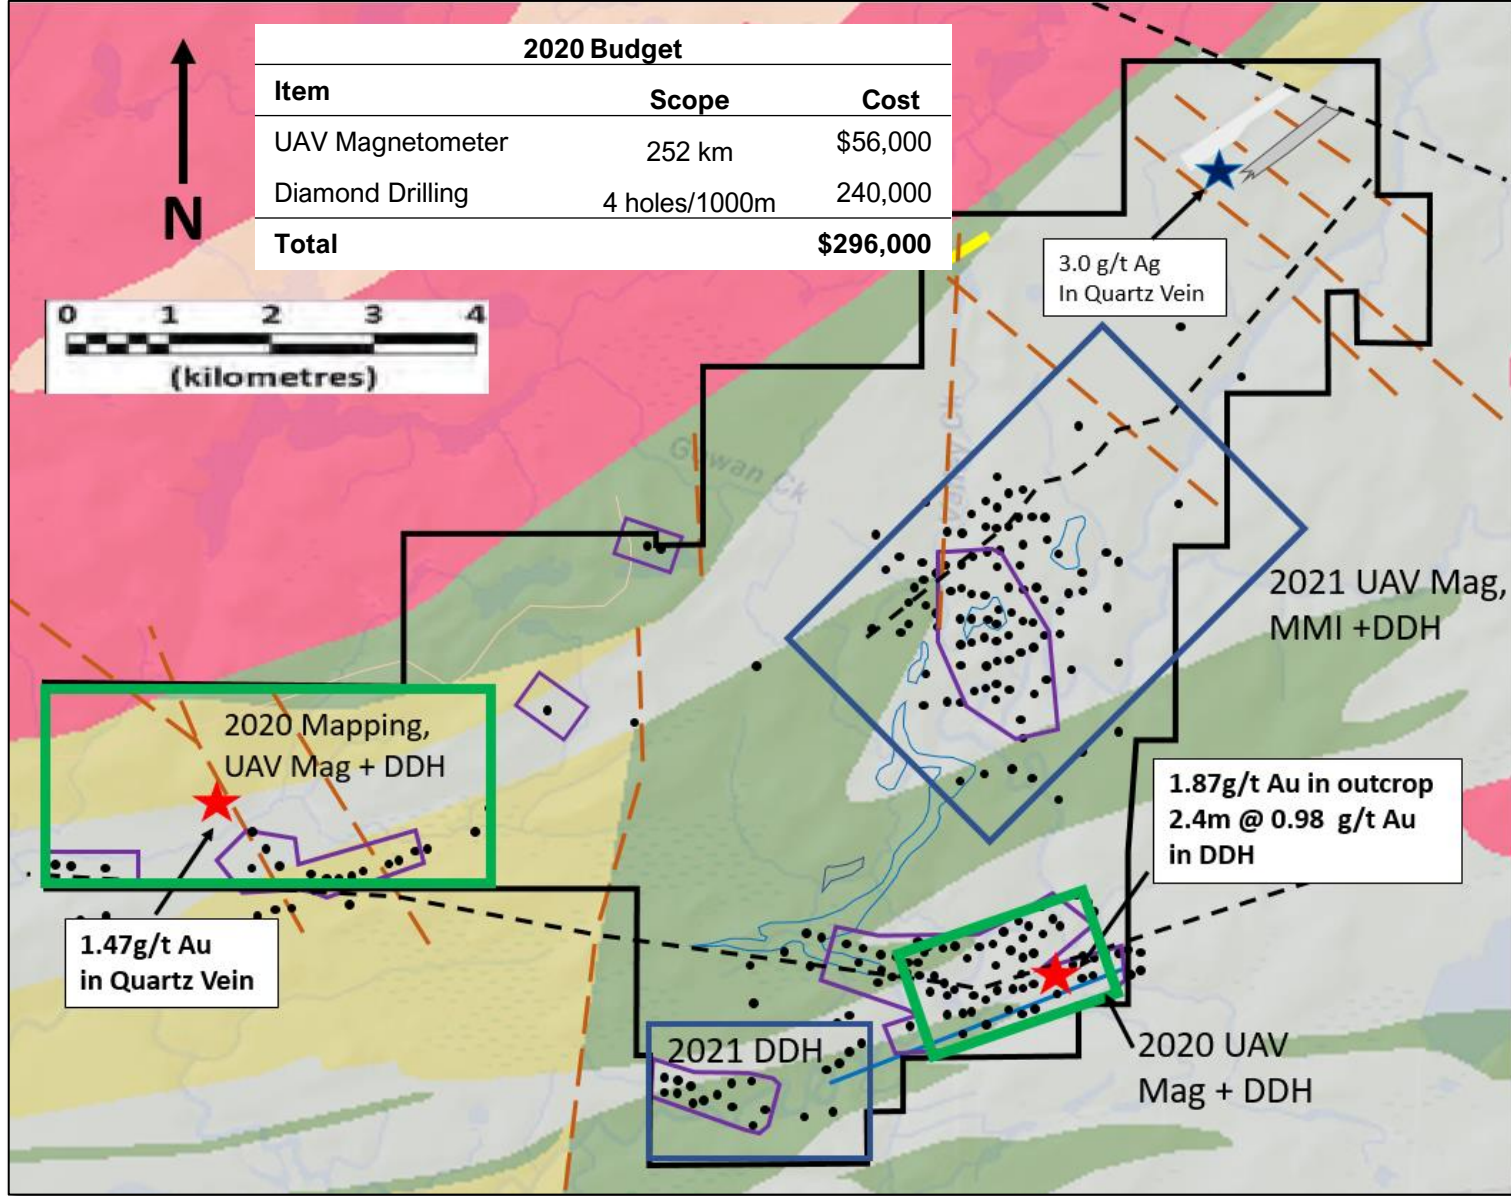 2020 Budget
Item Scope Cost
UAV Magnetometer 252 km $56,000
Diamond Drilling 4 holes/1000m 240,000
Total $296,000
N
0 1 2 3 4
(kilometres)
3.0 g/t Ag
In Quartz Vein
Gowan Ck
2021 UAV Mag,
MMI +DDH
2020 Mapping,
UAV Mag + DDH
1.87g/t Au in outcrop
2.4m @ 0.98 g/t Au
in DDH
1.47g/t Au
in Quartz Vein
2021 DDH
2020 UAV
Mag + DDH